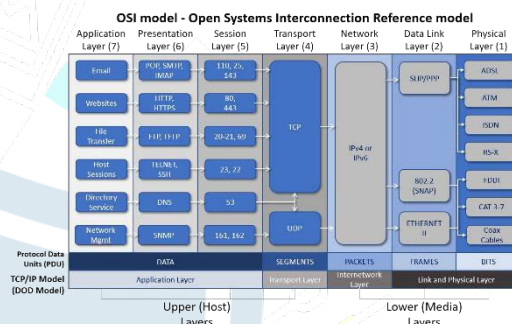 OSI model - Open Systems Interconnection Reference model
Application Layer (7)
Presentation Layer (6)
Session Layer (5)
Transport Layer (4)
Network Layer (3)
Data Link Layer (2)
Physical Layer (1)
Email
POP, SMTP, IMAP
110, 25, 143
Websites
HTTP, HTTPS
80, 443
File Transfer
FTP, TFTP
20-21, 69
Host Sessions
TELNET, SSH
23, 22
Directory Service
DNS
53
Network Mgmt
SNMP
161, 162
TCP
UDP
IPv4 or IPv6
SLIP/PPP
802.2 (SNAP)
ETHERNET II
ADSL
ATM
ISDN
RS-X
FDDI
CAT 3-7
Coax Cables
Protocol Data Units (PDU)
DATA
SEGMENTS
PACKETS
FRAMES
BITS
TCP/IP Model (DOD Model)
Application Layer
Transport Layer
Internetwork Layer
Link and Physical Layer
Upper (Host) Layers
Lower (Media) Layers